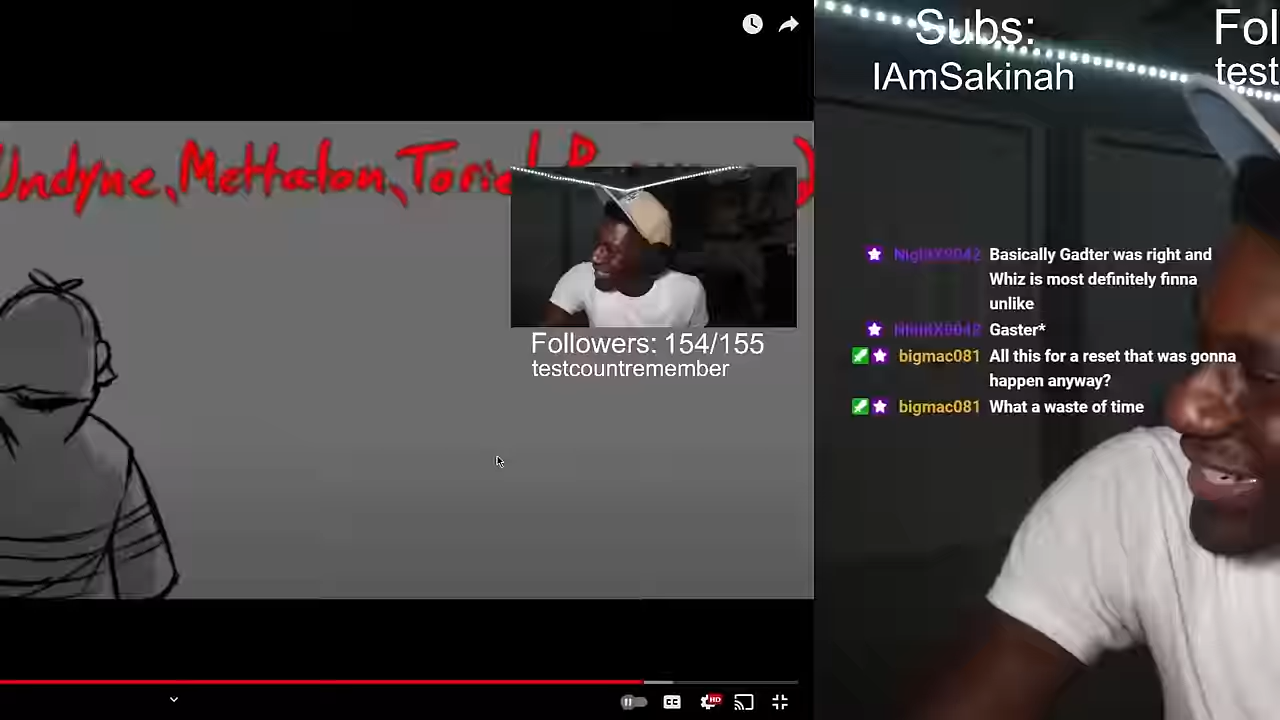 Subs:
IAmSakinah
Fol
test
Undyne, Mettaton, Torie
Followers: 154/155
testcountremember
Basically Gadter was right and
Whiz is most definitely finna
unlike
Gaster*
bigmac081 All this for a reset that was gonna
happen anyway?
bigmac081 What a waste of time
CC
HD